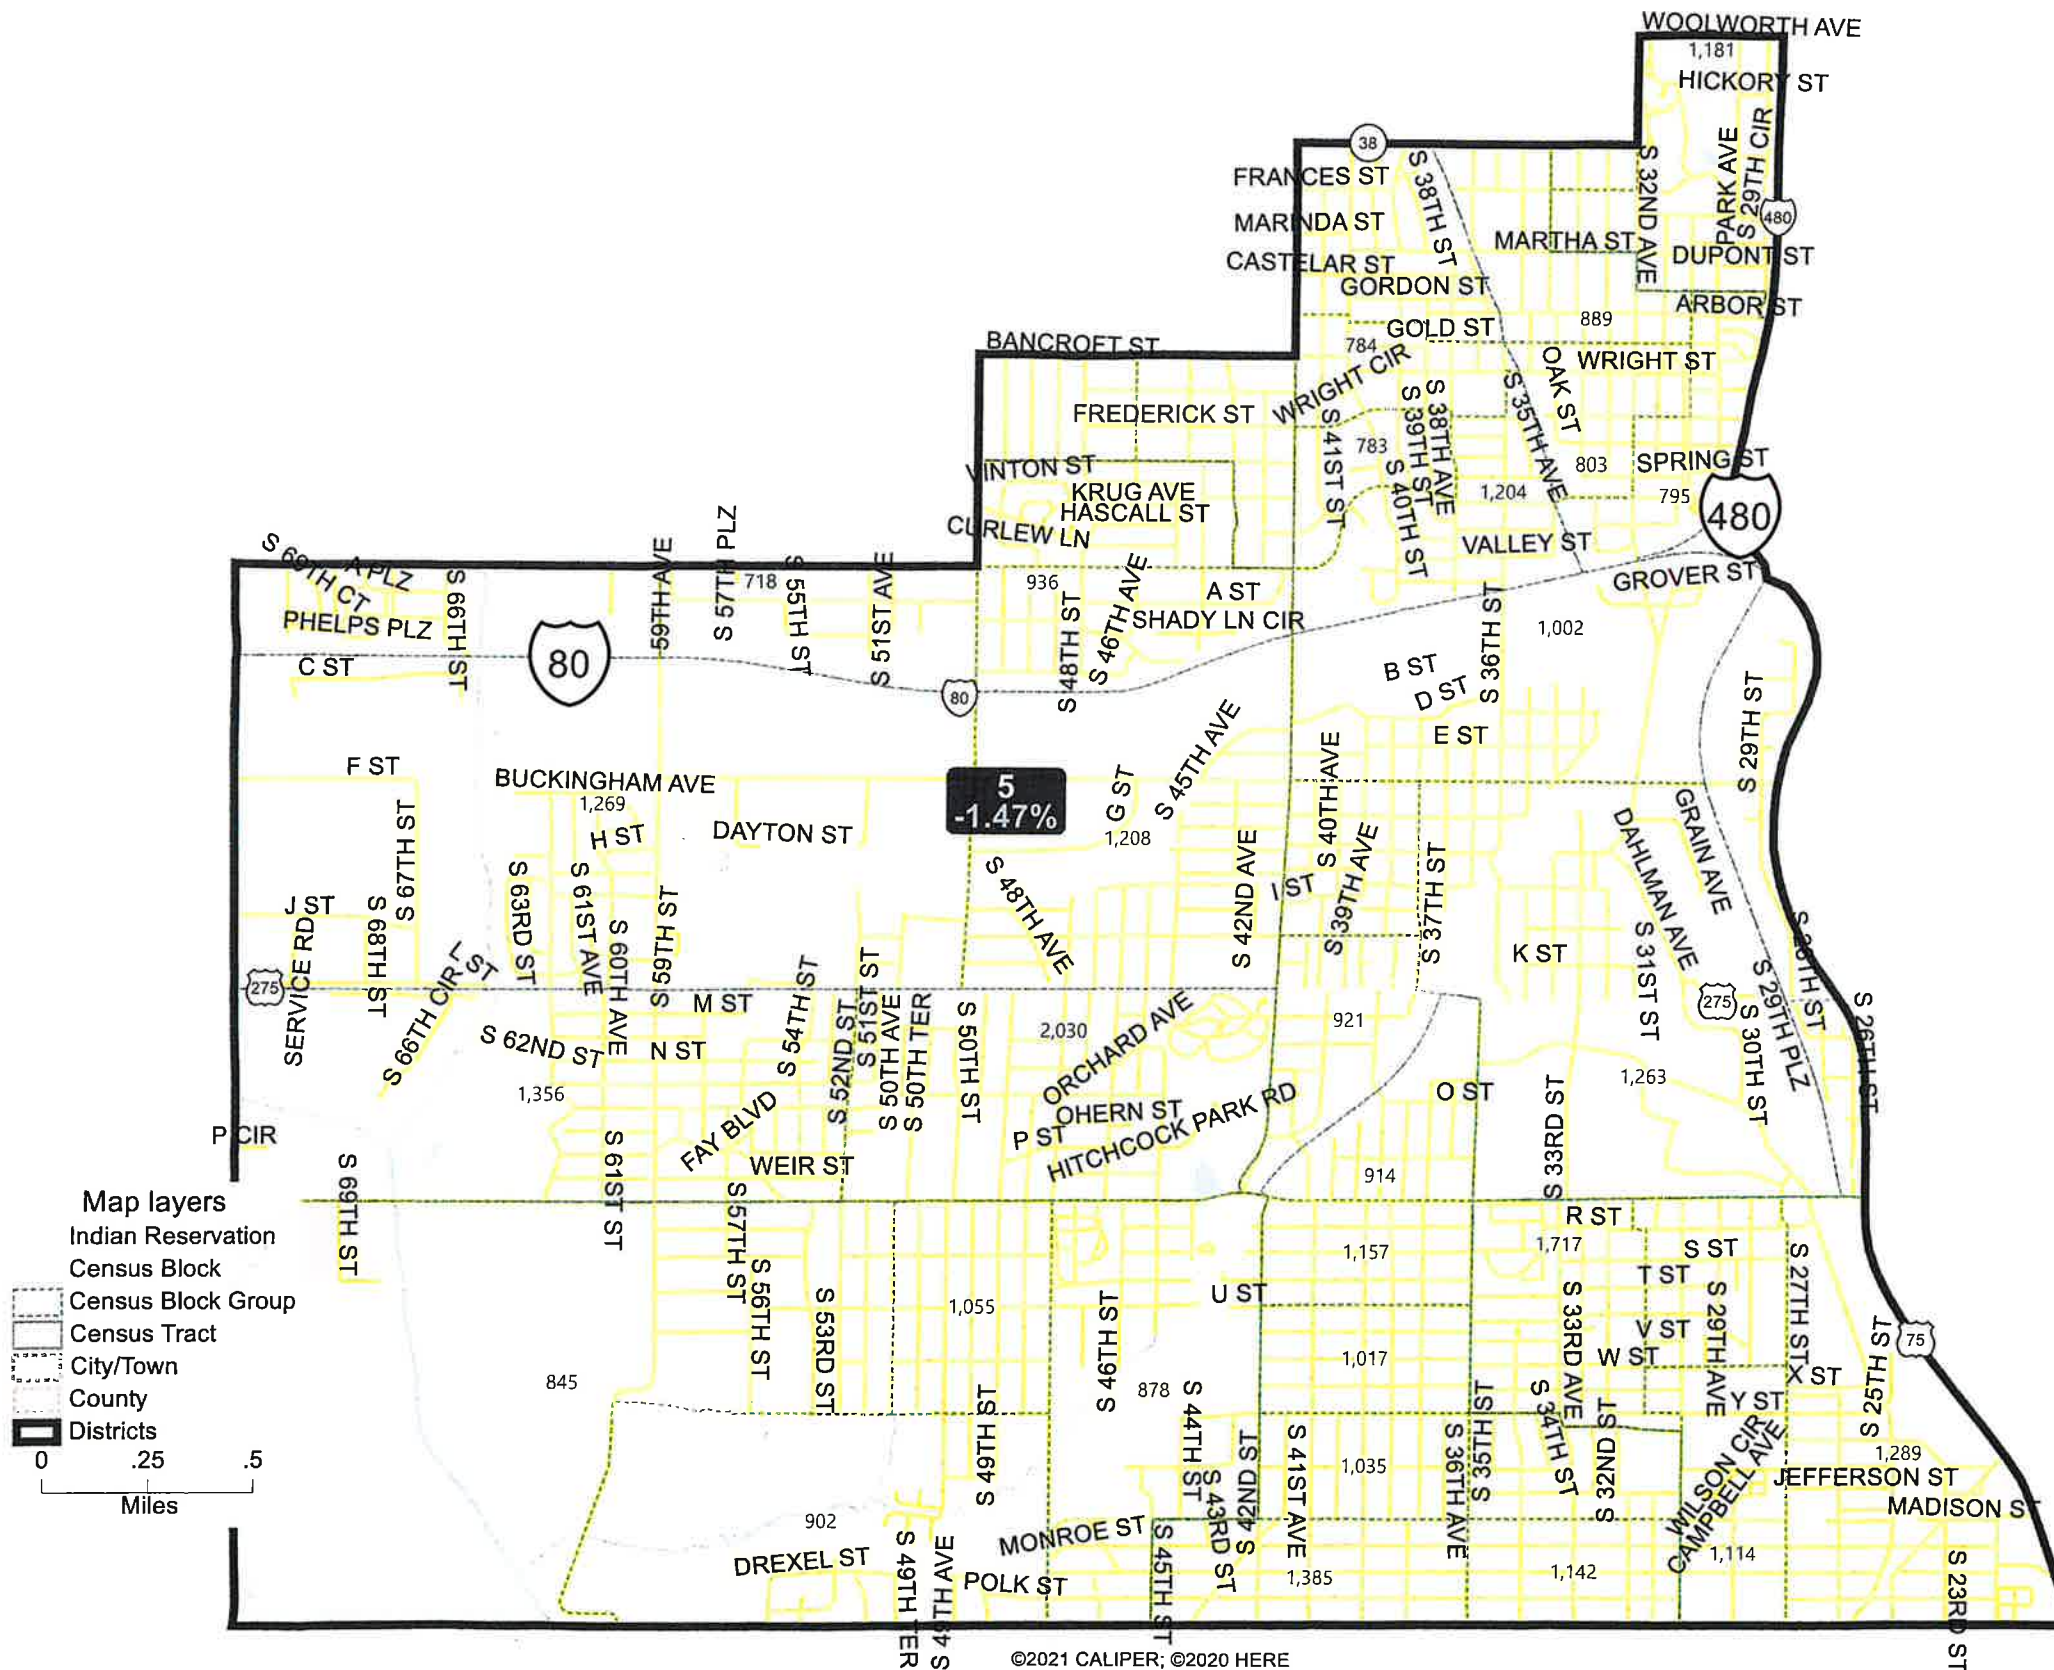 WOOLWORTH AVE
1,181
HICKORY ST
38
FRANCES ST
S 38TH ST
S 32ND AVE
PARK AVE
S 29TH CIR
480
MARINDA ST
MARTHA ST
DUPONT ST
CASTELAR ST
GORDON ST
ARBOR ST
889
GOLD ST
BANCROFT ST
784
WRIGHT CIR
OAK ST
WRIGHT ST
FREDERICK ST
S 41ST ST
783
S 39TH ST
S 38TH AVE
S 35TH AVE
VINTON ST
803
SPRING ST
KRUG AVE
S 40TH ST
1,204
795
HASCALL ST
480
CURLEW LN
VALLEY ST
S 69TH CT
A PLZ
S 66TH ST
59TH AVE
S 57TH PLZ
718
S 55TH ST
S 51ST AVE
936
S 48TH ST
S 46TH AVE
A ST
GROVER ST
PHELPS PLZ
SHADY LN CIR
S 36TH ST
1,002
C ST
80
80
B ST
D ST
S 29TH ST
E ST
F ST
BUCKINGHAM AVE
1,269
5
-1.47%
G ST
S 45TH AVE
S 40TH AVE
S 67TH ST
H ST
DAYTON ST
1,208
DAHLMAN AVE
GRAIN AVE
S 42ND AVE
I ST
S 39TH AVE
S 37TH ST
J ST
S 68TH ST
S 63RD ST
S 61ST AVE
S 60TH AVE
S 59TH ST
S 48TH AVE
SERVICE RD
L ST
S 66TH CIR
K ST
S 31ST ST
S 29TH PLZ
S 26TH ST
275
M ST
S 54TH ST
S 52ND ST
S 51ST ST
S 50TH AVE
S 50TH TER
S 50TH ST
2,030
ORCHARD AVE
921
275
S 30TH ST
S 26TH ST
S 62ND ST
N ST
1,356
1,263
FAY BLVD
OHERN ST
O ST
S 33RD ST
P CIR
P ST
HITCHCOCK PARK RD
S 69TH ST
S 61ST ST
WEIR ST
914
S 57TH ST
R ST
Map layers
Indian Reservation
Census Block
Census Block Group
Census Tract
City/Town
County
Districts
0 .25 .5
Miles
1,157
1,717
S ST
S 27TH ST
T ST
S 56TH ST
S 53RD ST
1,055
S 46TH ST
U ST
S 33RD AVE
S 29TH AVE
V ST
75
1,017
W ST
X ST
S 25TH ST
845
878
S 44TH ST
Y ST
S 49TH ST
S 42ND ST
S 41ST AVE
1,035
S 36TH AVE
S 35TH ST
S 34TH ST
S 32ND ST
WILSON CIR
CAMPBELL AVE
1,289
S 43RD ST
JEFFERSON ST
MADISON S
902
MONROE ST
DREXEL ST
S 49TH TER
S 49TH AVE
POLK ST
S 45TH ST
1,385
1,142
1,114
S 23RD ST
©2021 CALIPER; ©2020 HERE